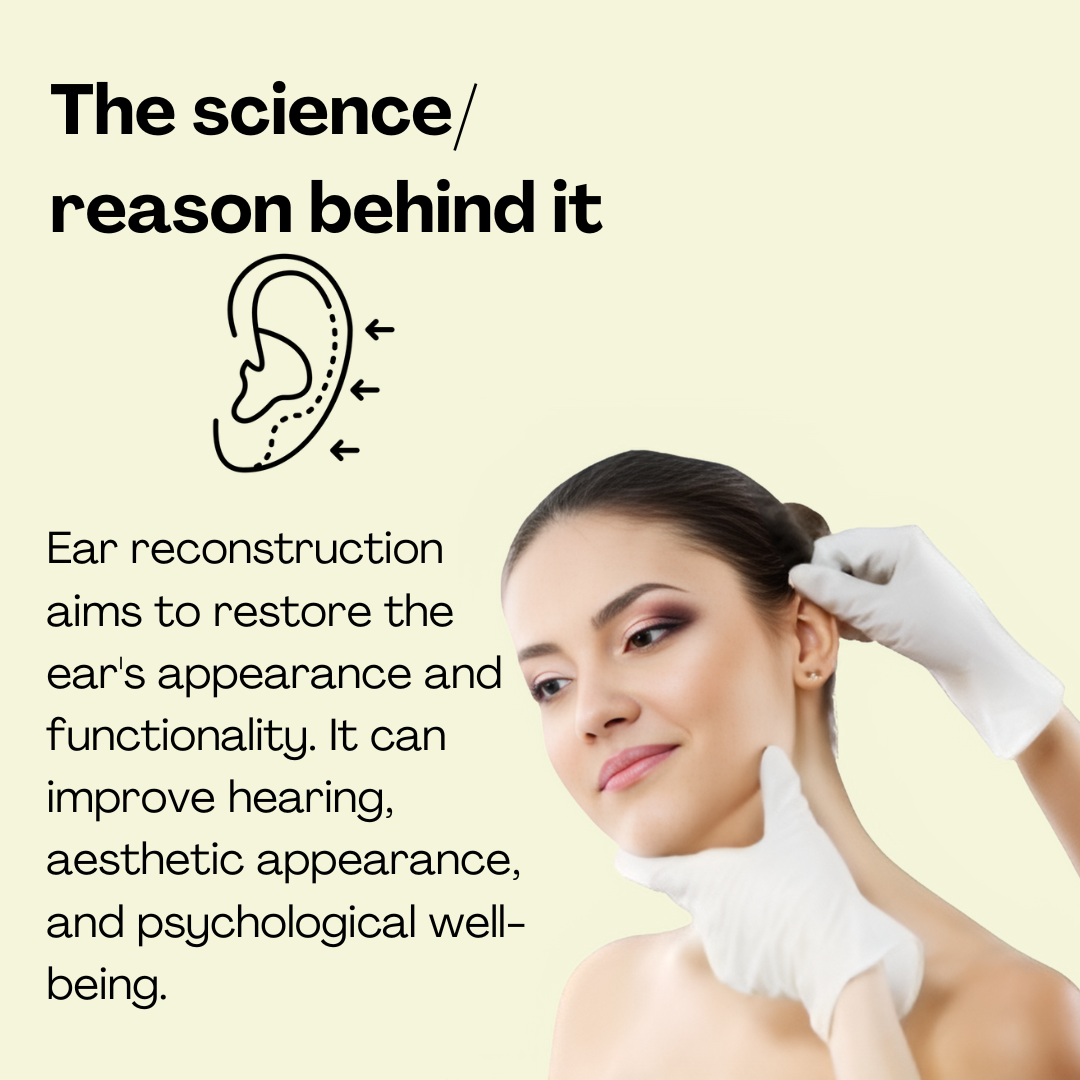 The science/
reason behind it
Ear reconstruction
aims to restore the
ear's appearance and
functionality. It can
improve hearing,
aesthetic appearance,
and psychological well-
being.